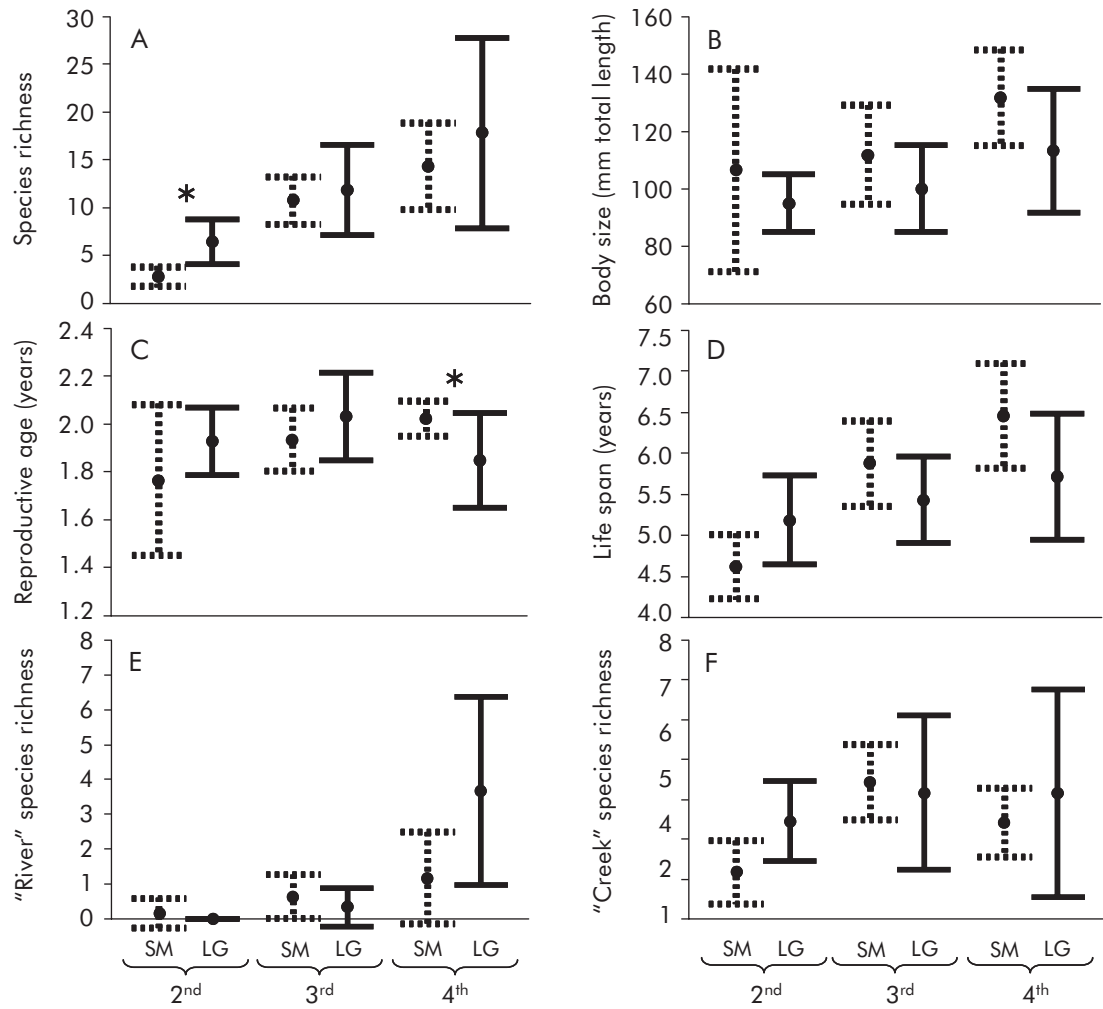 A
Species richness
30
25
20
15
10
5
0
*
B
Body size (mm total length)
160
140
120
100
80
60
C
Reproductive age (years)
2.4
2.2
2.0
1.8
1.6
1.4
1.2
*
D
Life span (years)
7.5
7.0
6.5
6.0
5.5
5.0
4.5
4.0
E
“River” species richness
8
7
6
5
4
3
2
1
0
SM LG SM LG SM LG
2nd 3rd 4th
F
“Creek” species richness
8
7
6
5
4
2
1
SM LG SM LG SM LG
2nd 3rd 4th